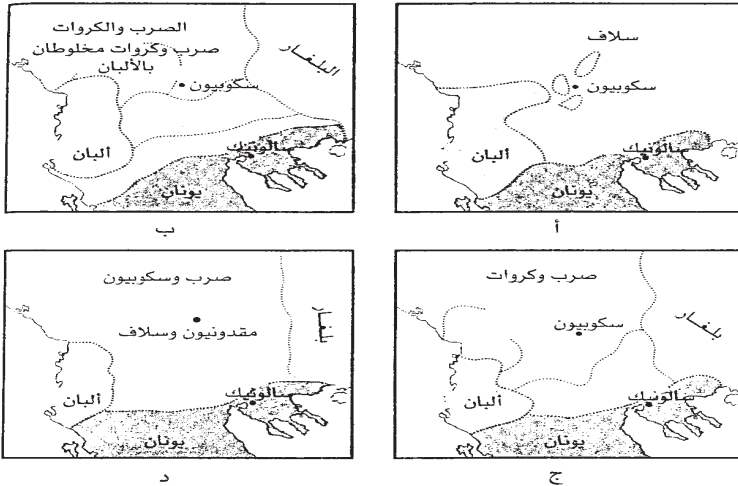 سلاف
سكوبيون
ألبان
سالونيك
يونان
أ
الصرب والكروات
صرب وكروات مخلوطان
بالألبان
البلغار
سكوبيون
ألبان
سالونيك
يونان
ب
صرب وكروات
سكوبيون
بلغار
ألبان
سالونيك
يونان
ج
صرب وسكوبيون
مقدونيون وسلاف
بلغار
ألبان
سالونيك
يونان
د